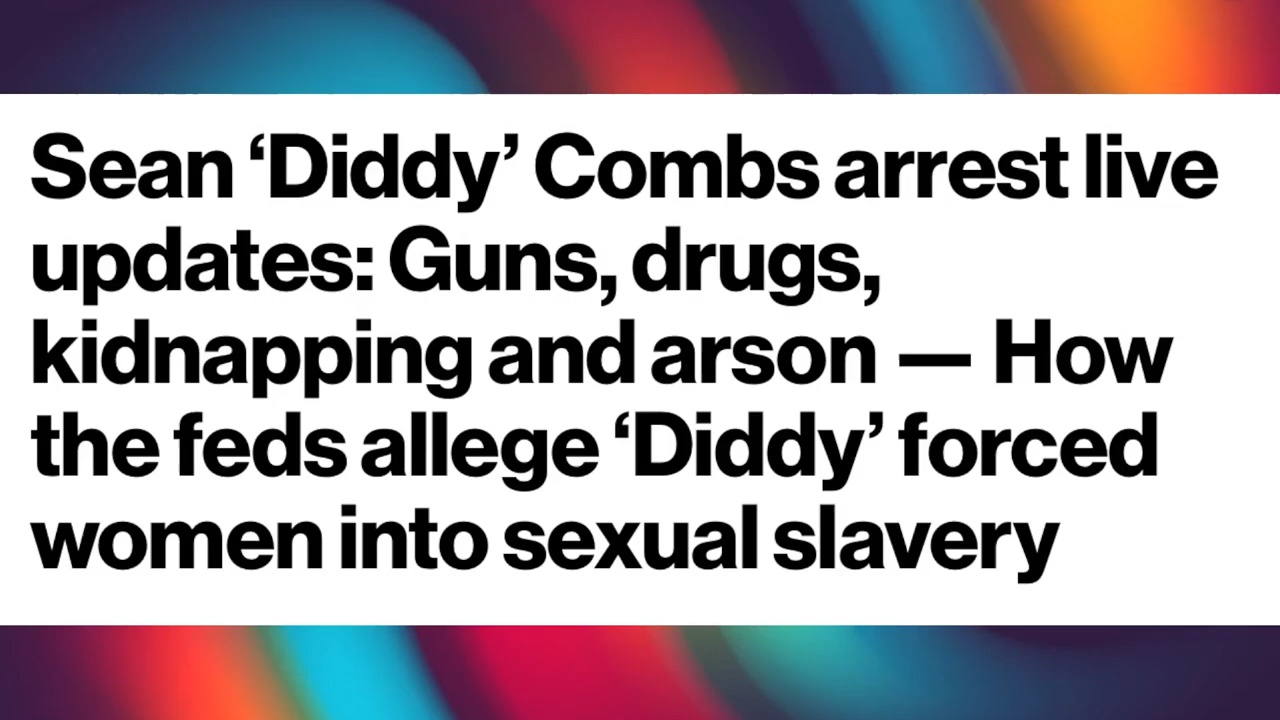 Sean ‘Diddy’ Combs arrest live
updates: Guns, drugs,
kidnapping and arson — How
the feds allege ‘Diddy’ forced
women into sexual slavery